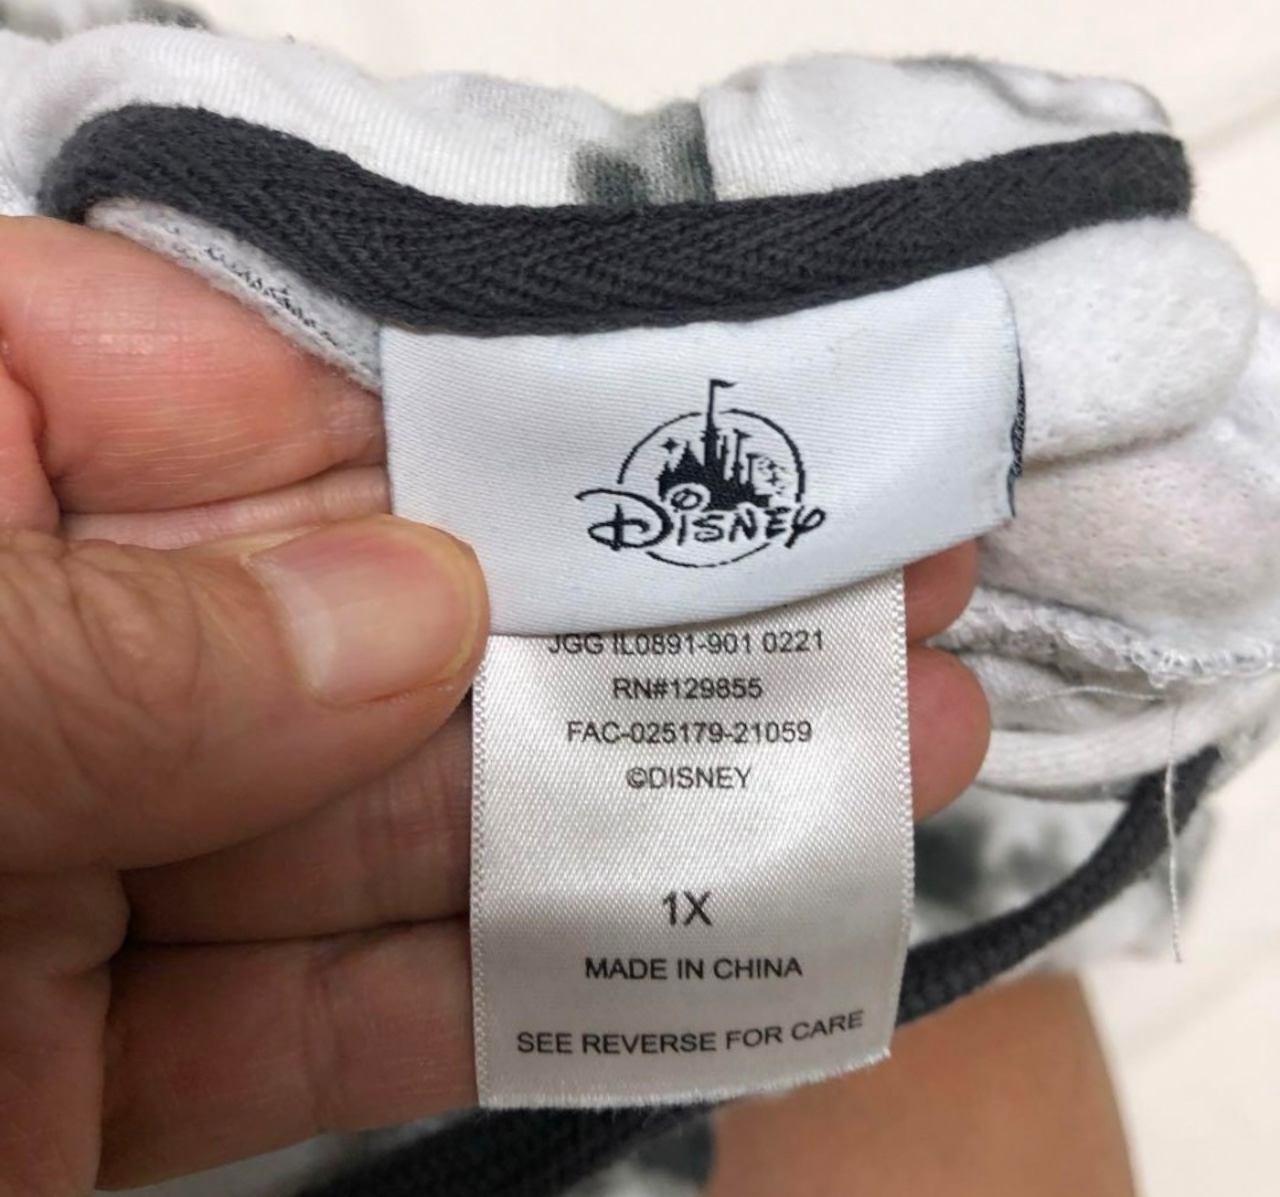 DISNEY
JGG IL0891-901 0221
RN#129855
FAC-025179-21059
©DISNEY
1X
MADE IN CHINA
SEE REVERSE FOR CARE